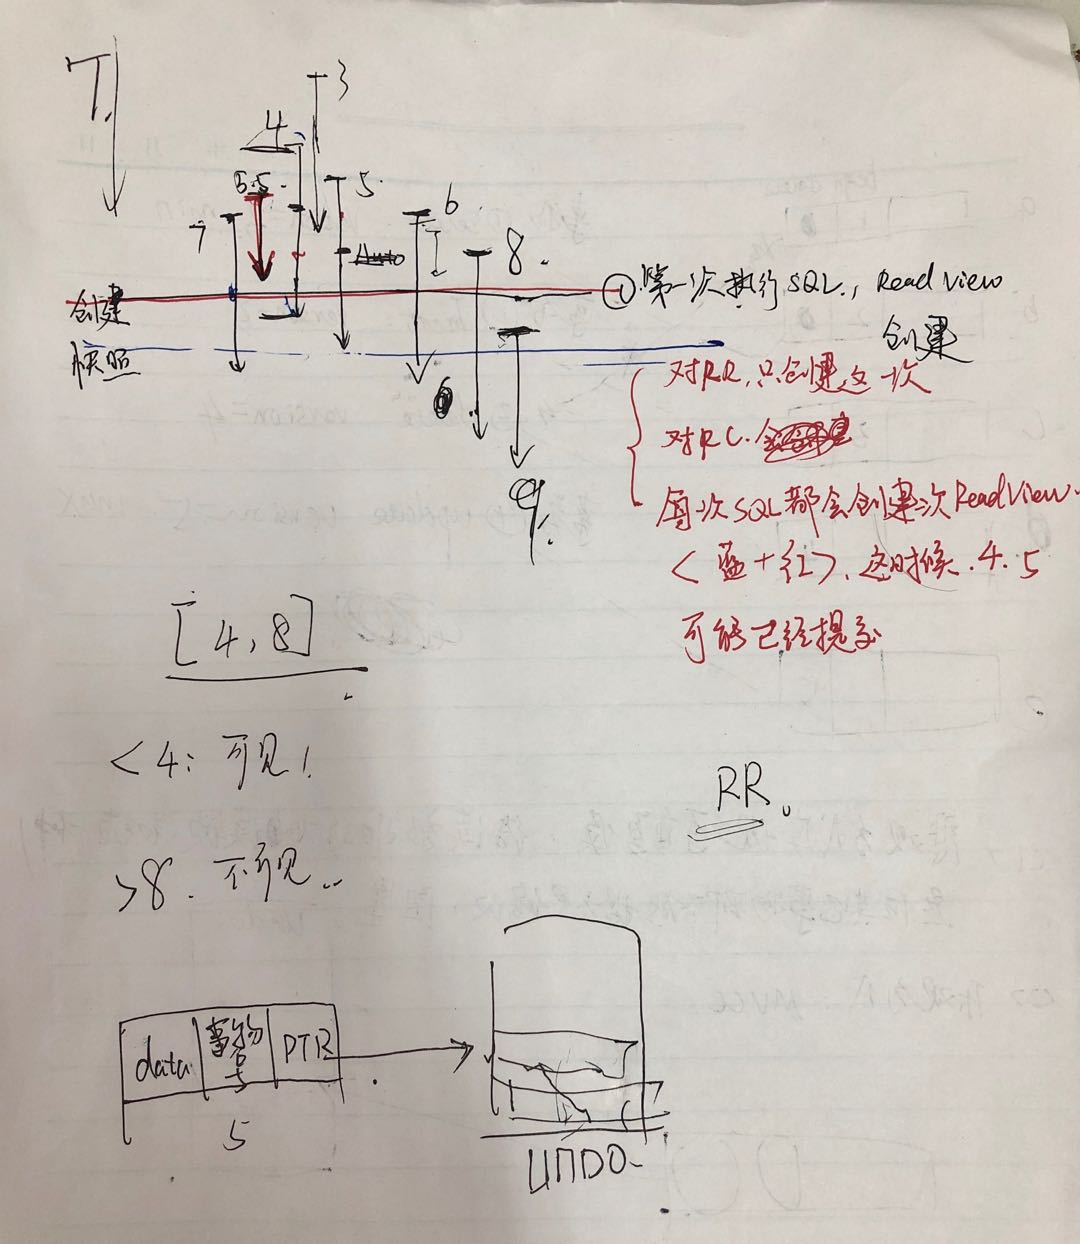 T
3
4
5.5.
5.
7
6
8.
创建
快照
① 第一次执行SQL, Read View
创建
对RR,只创建这一次
对RC.
每次SQL都会创建次ReadView.
<蓝+红>,这时候.4.5
可能已经提交
9.
[4,8]
<4: 可见!
RR.
>8. 不可见..
data
事物
号
PTR
5
UNDO